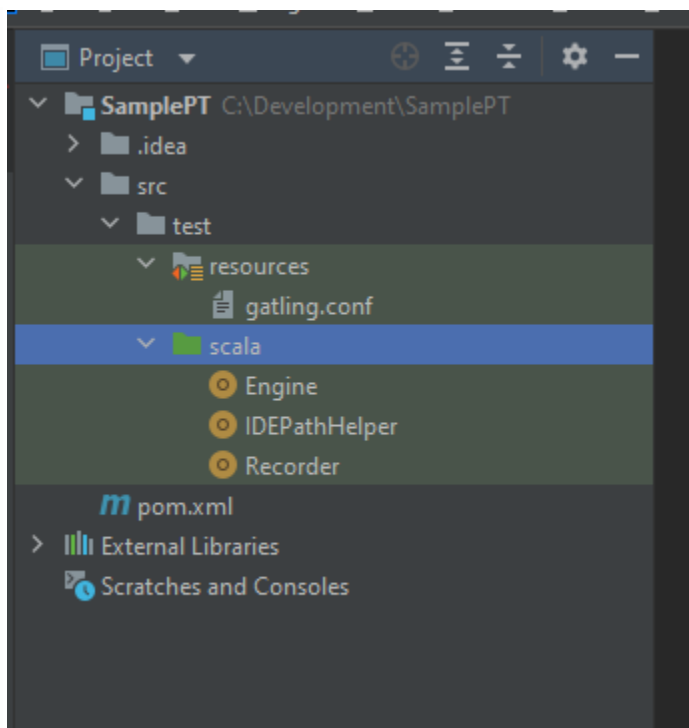 Project
SamplePT C:\Development\SamplePT
.idea
src
test
resources
gatling.conf
scala
Engine
IDEPathHelper
Recorder
m pom.xml
External Libraries
Scratches and Consoles